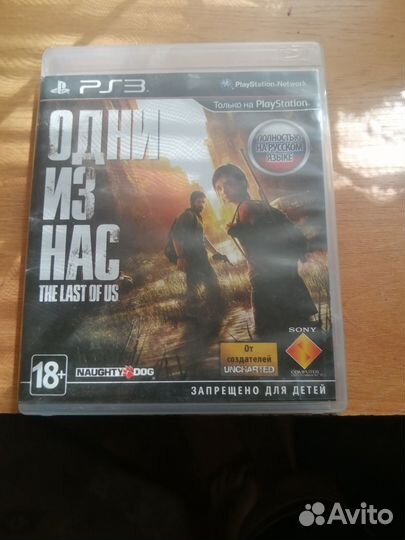 PS3
PlayStation Network
Только на PlayStation
ОДНИ
ИЗ
НАС
THE LAST OF US
ПОЛНОСТЬЮ
НА РУССКОМ
ЯЗЫКЕ
18+
NAUGHTY DOG
От
создателей
UNCHARTED
SONY
COMPUTER
ЗАПРЕЩЕНО ДЛЯ ДЕТЕЙ
Avito